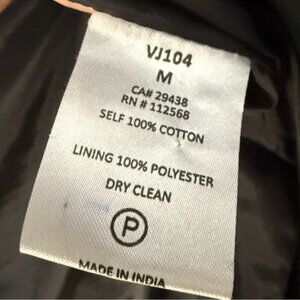 VJ104
M
CA# 29438
RN # 112568
SELF 100% COTTON
LINING 100% POLYESTER
DRY CLEAN
P
MADE IN INDIA